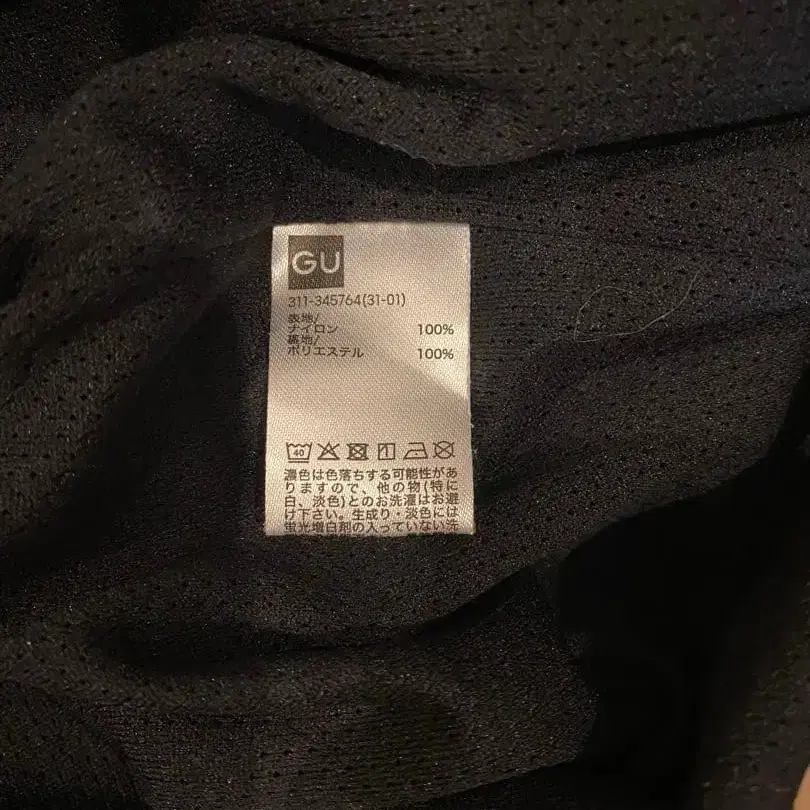 GU
311-345764(31-01)
表地/
ナイロン 100%
裏地/
ポリエステル 100%
40
濃色は色落ちする可能性があ
りますので、他の物(特に
白、淡色)とのお洗濯はお避
け下さい。生成り・淡色には
蛍光増白剤の入っていない洗